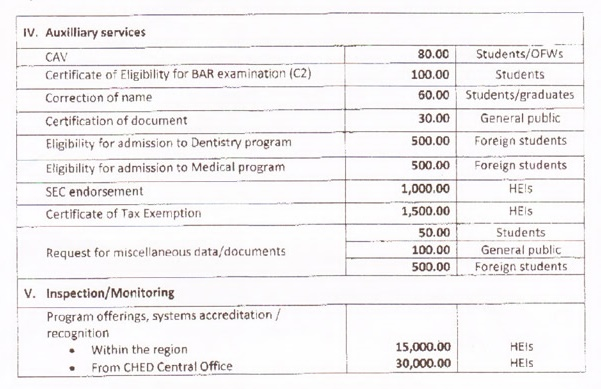 IV. Auxilliary services
CAV 80.00 Students/OFWs
Certificate of Eligibility for BAR examination (C2) 100.00 Students
Correction of name 60.00 Students/graduates
Certification of document 30.00 General public
Eligibility for admission to Dentistry program 500.00 Foreign students
Eligibility for admission to Medical program 500.00 Foreign students
SEC endorsement 1,000.00 HEIs
Certificate of Tax Exemption 1,500.00 HEIs
50.00 Students
Request for miscellaneous data/documents 100.00 General public
500.00 Foreign students
V. Inspection/Monitoring
Program offerings, systems accreditation /
recognition
• Within the region 15,000.00 HEIs
• From CHED Central Office 30,000.00 HEIs